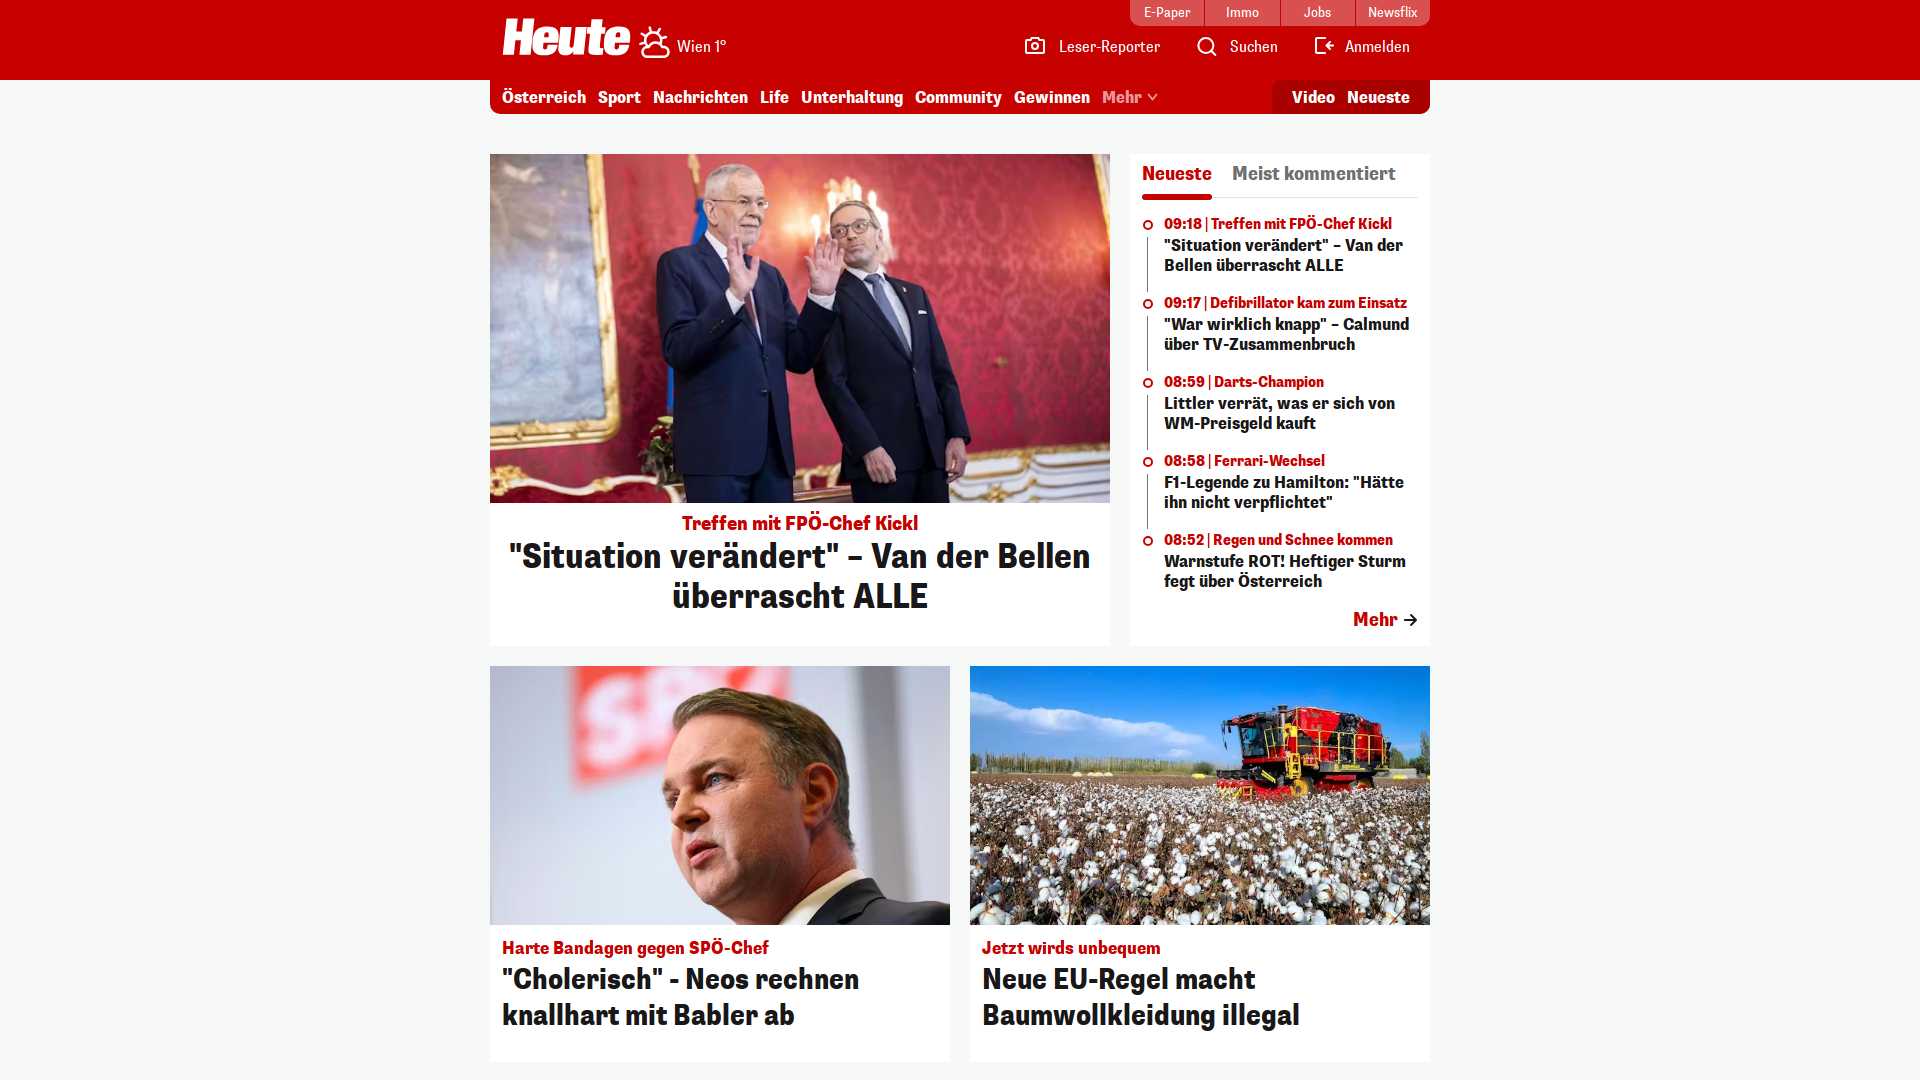 E-Paper
Immo
Jobs
Newsflix
Heute
Wien 1°
Leser-Reporter
Suchen
Anmelden
Österreich
Sport
Nachrichten
Life
Unterhaltung
Community
Gewinnen
Mehr
Video
Neueste
Treffen mit FPÖ-Chef Kickl
"Situation verändert" – Van der Bellen
überrascht ALLE
Neueste
Meist kommentiert
09:18 | Treffen mit FPÖ-Chef Kickl
"Situation verändert" – Van der
Bellen überrascht ALLE
09:17 | Defibrillator kam zum Einsatz
"War wirklich knapp" – Calmund
über TV-Zusammenbruch
08:59 | Darts-Champion
Littler verrät, was er sich von
WM-Preisgeld kauft
08:58 | Ferrari-Wechsel
F1-Legende zu Hamilton: "Hätte
ihn nicht verpflichtet"
08:52 | Regen und Schnee kommen
Warnstufe ROT! Heftiger Sturm
fegt über Österreich
Mehr
SPÖ
Harte Bandagen gegen SPÖ-Chef
"Cholerisch" - Neos rechnen
knallhart mit Babler ab
Jetzt wirds unbequem
Neue EU-Regel macht
Baumwollkleidung illegal